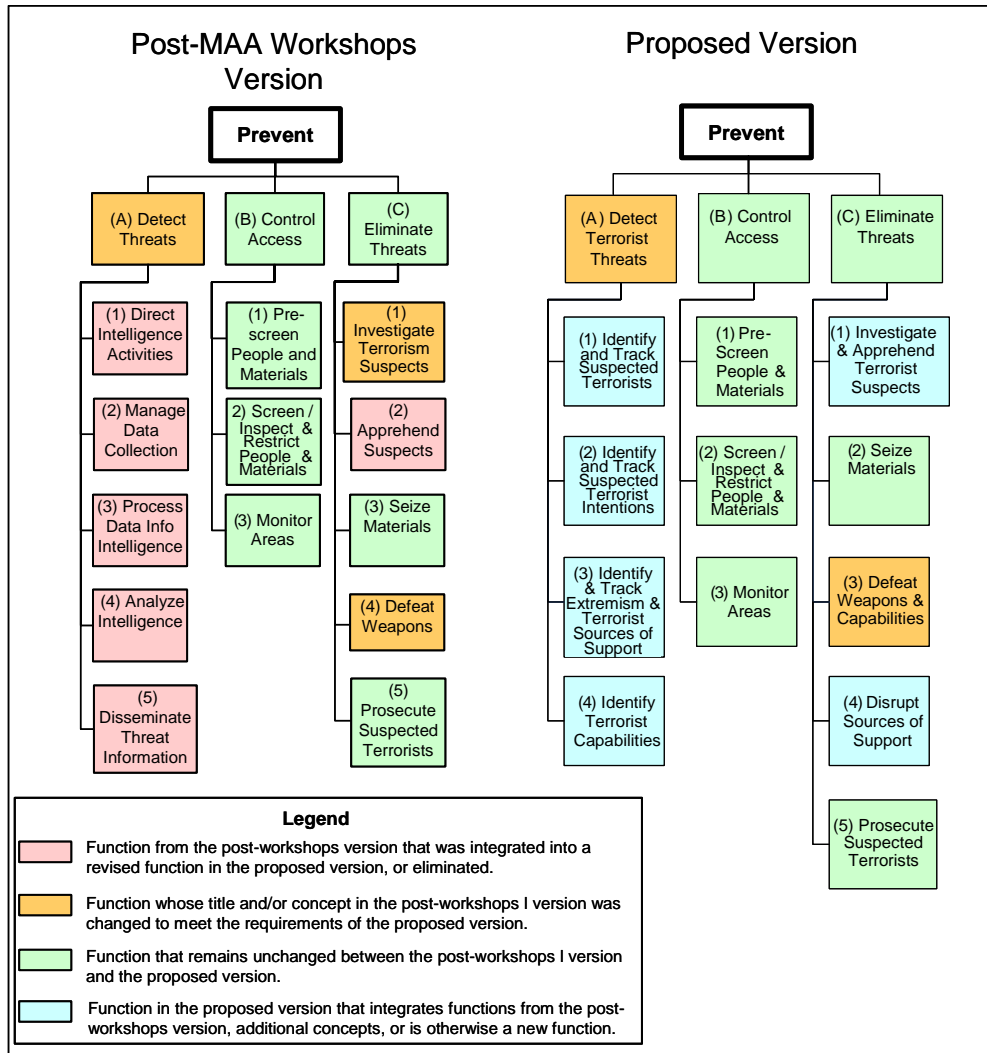 Post-MAA Workshops
Version
Prevent
(A) Detect
Threats
(B) Control
Access
(C)
Eliminate
Threats
(1) Direct
Intelligence
Activities
(2) Manage
Data
Collection
(3) Process
Data Info
Intelligence
(4) Analyze
Intelligence
(5)
Disseminate
Threat
Information
(1) Pre-
screen
People and
Materials
2) Screen /
Inspect &
Restrict
People &
Materials
(3) Monitor
Areas
(1)
Investigate
Terrorism
Suspects
(2)
Apprehend
Suspects
(3) Seize
Materials
(4) Defeat
Weapons
(5)
Prosecute
Suspected
Terrorists
Proposed Version
Prevent
(A) Detect
Terrorist
Threats
(B) Control
Access
(C) Eliminate
Threats
(1) Identify
and Track
Suspected
Terrorists
(2) Identify
and Track
Suspected
Terrorist
Intentions
(3) Identify
& Track
Extremism &
Terrorist
Sources of
Support
(4) Identify
Terrorist
Capabilities
(1) Pre-
Screen
People &
Materials
(2) Screen /
Inspect &
Restrict
People &
Materials
(3) Monitor
Areas
(1) Investigate
& Apprehend
Terrorist
Suspects
(2) Seize
Materials
(3) Defeat
Weapons &
Capabilities
(4) Disrupt
Sources of
Support
(5) Prosecute
Suspected
Terrorists
Legend
Function from the post-workshops version that was integrated into a
revised function in the proposed version, or eliminated.
Function whose title and/or concept in the post-workshops I version was
changed to meet the requirements of the proposed version.
Function that remains unchanged between the post-workshops I version
and the proposed version.
Function in the proposed version that integrates functions from the post-
workshops version, additional concepts, or is otherwise a new function.